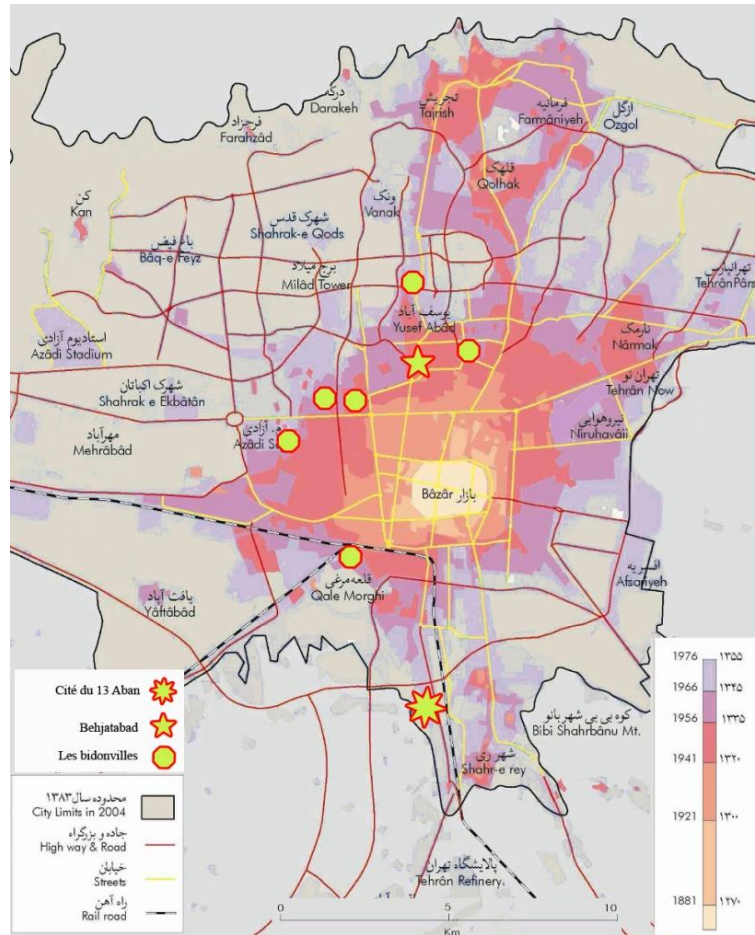 درکه
Darakeh
تجریش
Tajrish
فرمانیه
Farmâniyeh
ازگل
Ozgol
فرحزاد
Farahzâd
قلهک
Qolhak
کن
Kan
ونک
Vanak
شهرک قدس
Shahrak-e Qods
باغ فیض
Bâq-e Feyz
برج میلاد
Milâd Tower
تهرانپارس
TehrânPârs
یوسف آباد
Yusef Abâd
نارمک
Nârmak
استادیوم آزادی
Azâdi Stadium
تهران نو
Tehrân Now
شهرک اکباتان
Shahrak e Ekbâtân
نیروهوایی
Niruhavâii
مهرآباد
Mehrâbâd
م. آزادی
Azâdi
بازار
Bâzâr
قلعه مرغی
Qale Morghi
افسریه
Afsariyeh
یافت آباد
Yâftâbâd
کوه بی بی شهربانو
Bibi Shahrbânu Mt.
شهر ری
Shahr-e rey
پالایشگاه تهران
Tehrân Refinery,
Cité du 13 Aban
Behjatabad
Les bidonvilles
محدوده سال ۱۳۸۳
City Limits in 2004
جاده و بزرگراه
High way & Road
خیابان
Streets
راه آهن
Rail road
0 5 10
Km
1976 ۱۳۵۵
1966 ۱۳۴۵
1956 ۱۳۳۵
1941 ۱۳۲۰
1921 ۱۳۰۰
1881 ۱۲۷۰